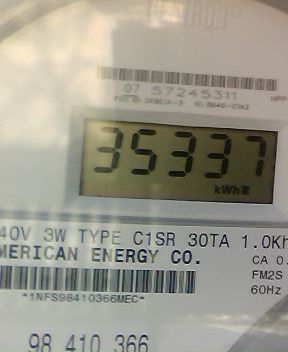 07 57245311
35337
kWh
40V 3W TYPE C1SR 30TA 1.0Kh
MERICAN ENERGY CO.
CA 0.
FM2S
*1NFS98410366MEC*
60Hz
98 410 366